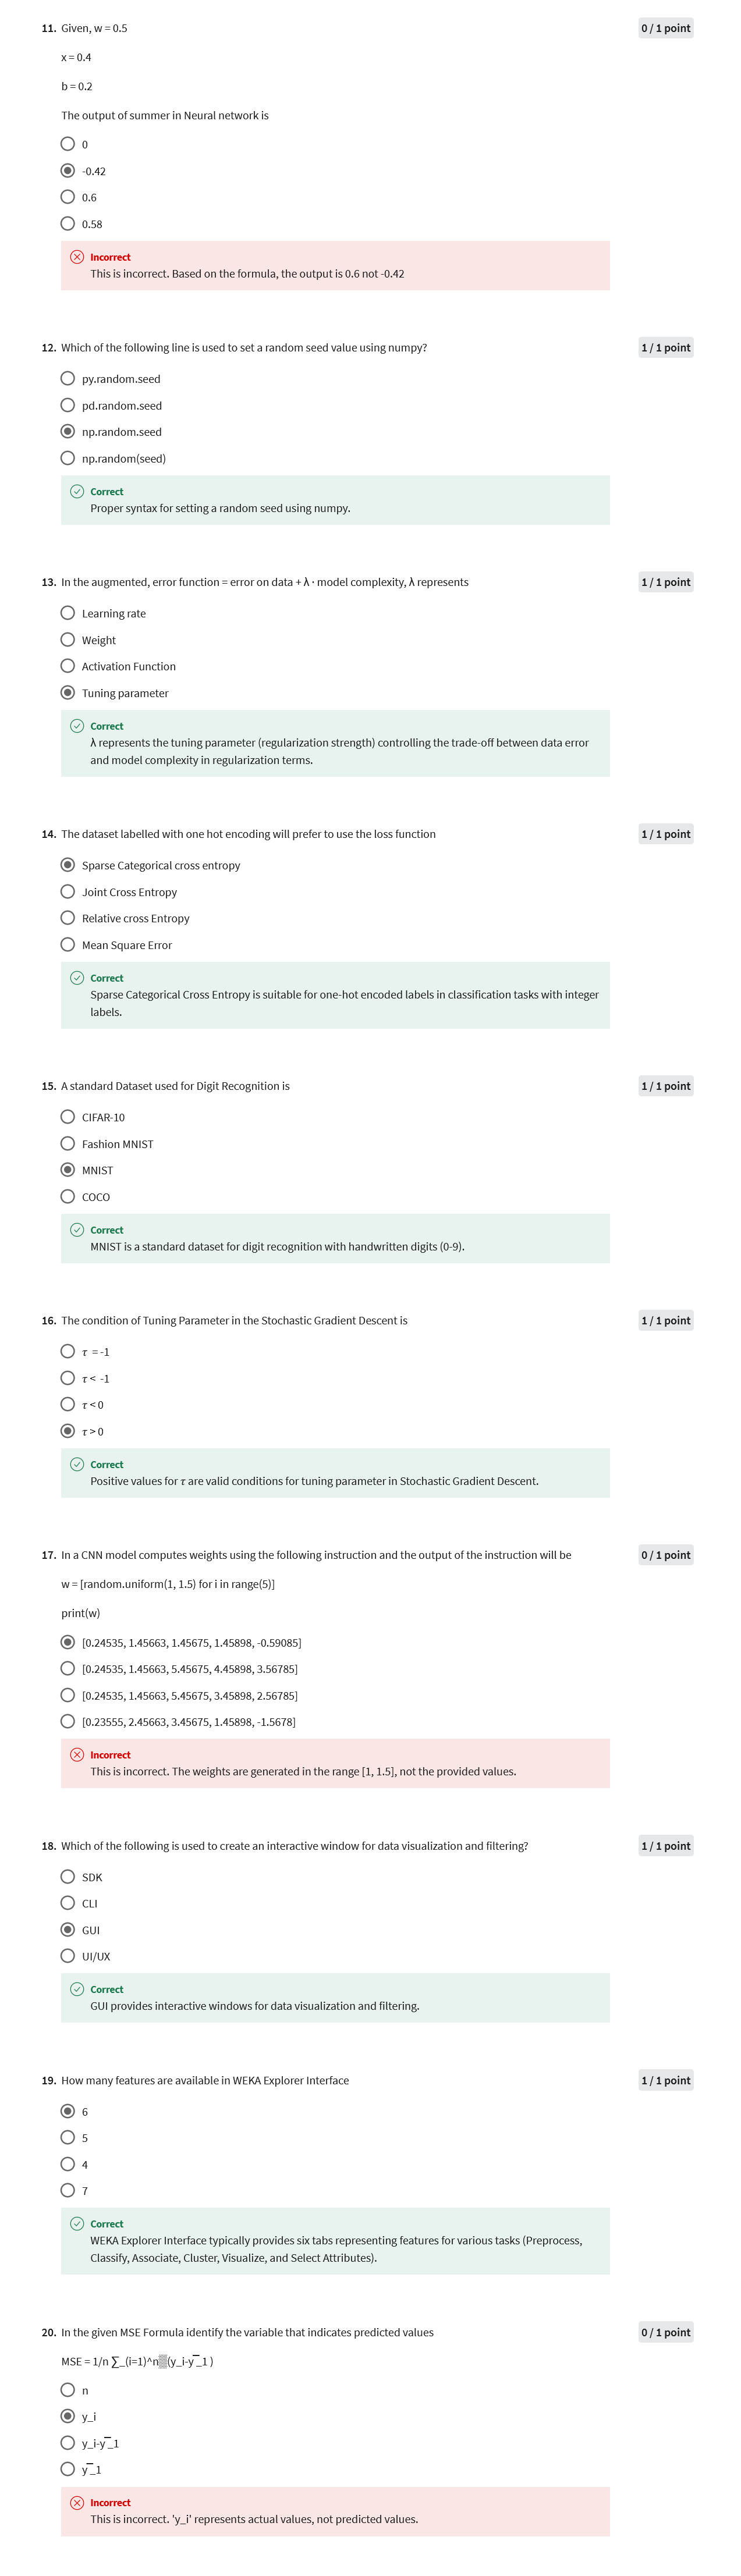 11. Given, w = 0.5
0 / 1 point
x = 0.4
b = 0.2
The output of summer in Neural network is
0
-0.42
0.6
0.58
Incorrect
This is incorrect. Based on the formula, the output is 0.6 not -0.42
12. Which of the following line is used to set a random seed value using numpy?
1 / 1 point
py.random.seed
pd.random.seed
np.random.seed
np.random(seed)
Correct
Proper syntax for setting a random seed using numpy.
13. In the augmented, error function = error on data + λ · model complexity, λ represents
1 / 1 point
Learning rate
Weight
Activation Function
Tuning parameter
Correct
λ represents the tuning parameter (regularization strength) controlling the trade-off between data error
and model complexity in regularization terms.
14. The dataset labelled with one hot encoding will prefer to use the loss function
1 / 1 point
Sparse Categorical cross entropy
Joint Cross Entropy
Relative cross Entropy
Mean Square Error
Correct
Sparse Categorical Cross Entropy is suitable for one-hot encoded labels in classification tasks with integer
labels.
15. A standard Dataset used for Digit Recognition is
1 / 1 point
CIFAR-10
Fashion MNIST
MNIST
COCO
Correct
MNIST is a standard dataset for digit recognition with handwritten digits (0-9).
16. The condition of Tuning Parameter in the Stochastic Gradient Descent is
1 / 1 point
τ = -1
τ < -1
τ < 0
τ > 0
Correct
Positive values for τ are valid conditions for tuning parameter in Stochastic Gradient Descent.
17. In a CNN model computes weights using the following instruction and the output of the instruction will be
0 / 1 point
w = [random.uniform(1, 1.5) for i in range(5)]
print(w)
[0.24535, 1.45663, 1.45675, 1.45898, -0.59085]
[0.24535, 1.45663, 5.45675, 4.45898, 3.56785]
[0.24535, 1.45663, 5.45675, 3.45898, 2.56785]
[0.23555, 2.45663, 3.45675, 1.45898, -1.5678]
Incorrect
This is incorrect. The weights are generated in the range [1, 1.5], not the provided values.
18. Which of the following is used to create an interactive window for data visualization and filtering?
1 / 1 point
SDK
CLI
GUI
UI/UX
Correct
GUI provides interactive windows for data visualization and filtering.
19. How many features are available in WEKA Explorer Interface
1 / 1 point
6
5
4
7
Correct
WEKA Explorer Interface typically provides six tabs representing features for various tasks (Preprocess,
Classify, Associate, Cluster, Visualize, and Select Attributes).
20. In the given MSE Formula identify the variable that indicates predicted values
0 / 1 point
MSE = 1/n ∑_(i=1)^n▒(y_i-y ̅_1 )
n
y_i
y_i-y ̅_1
y ̅_1
Incorrect
This is incorrect. 'y_i' represents actual values, not predicted values.